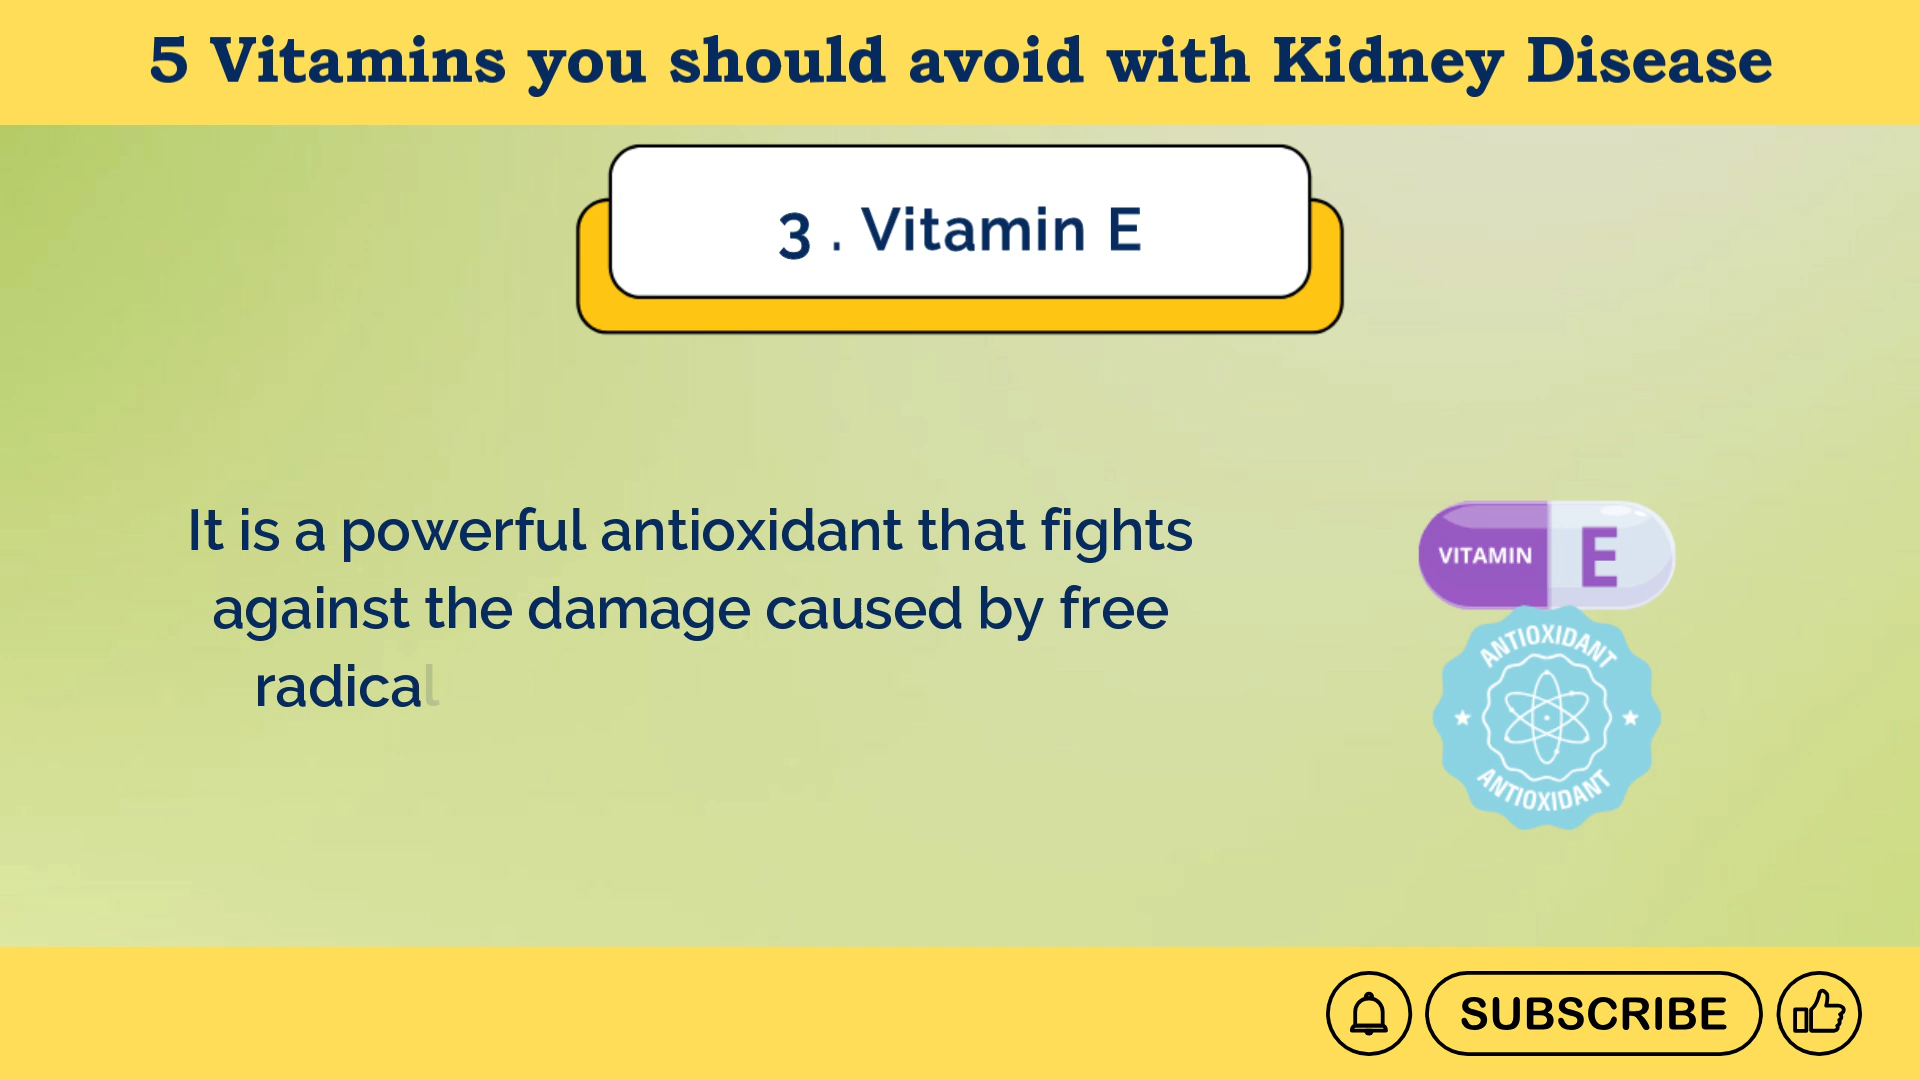 5 Vitamins you should avoid with Kidney Disease
3 . Vitamin E
It is a powerful antioxidant that fights
against the damage caused by free
radical
VITAMIN E
ANTIOXIDANT
ANTIOXIDANT
SUBSCRIBE